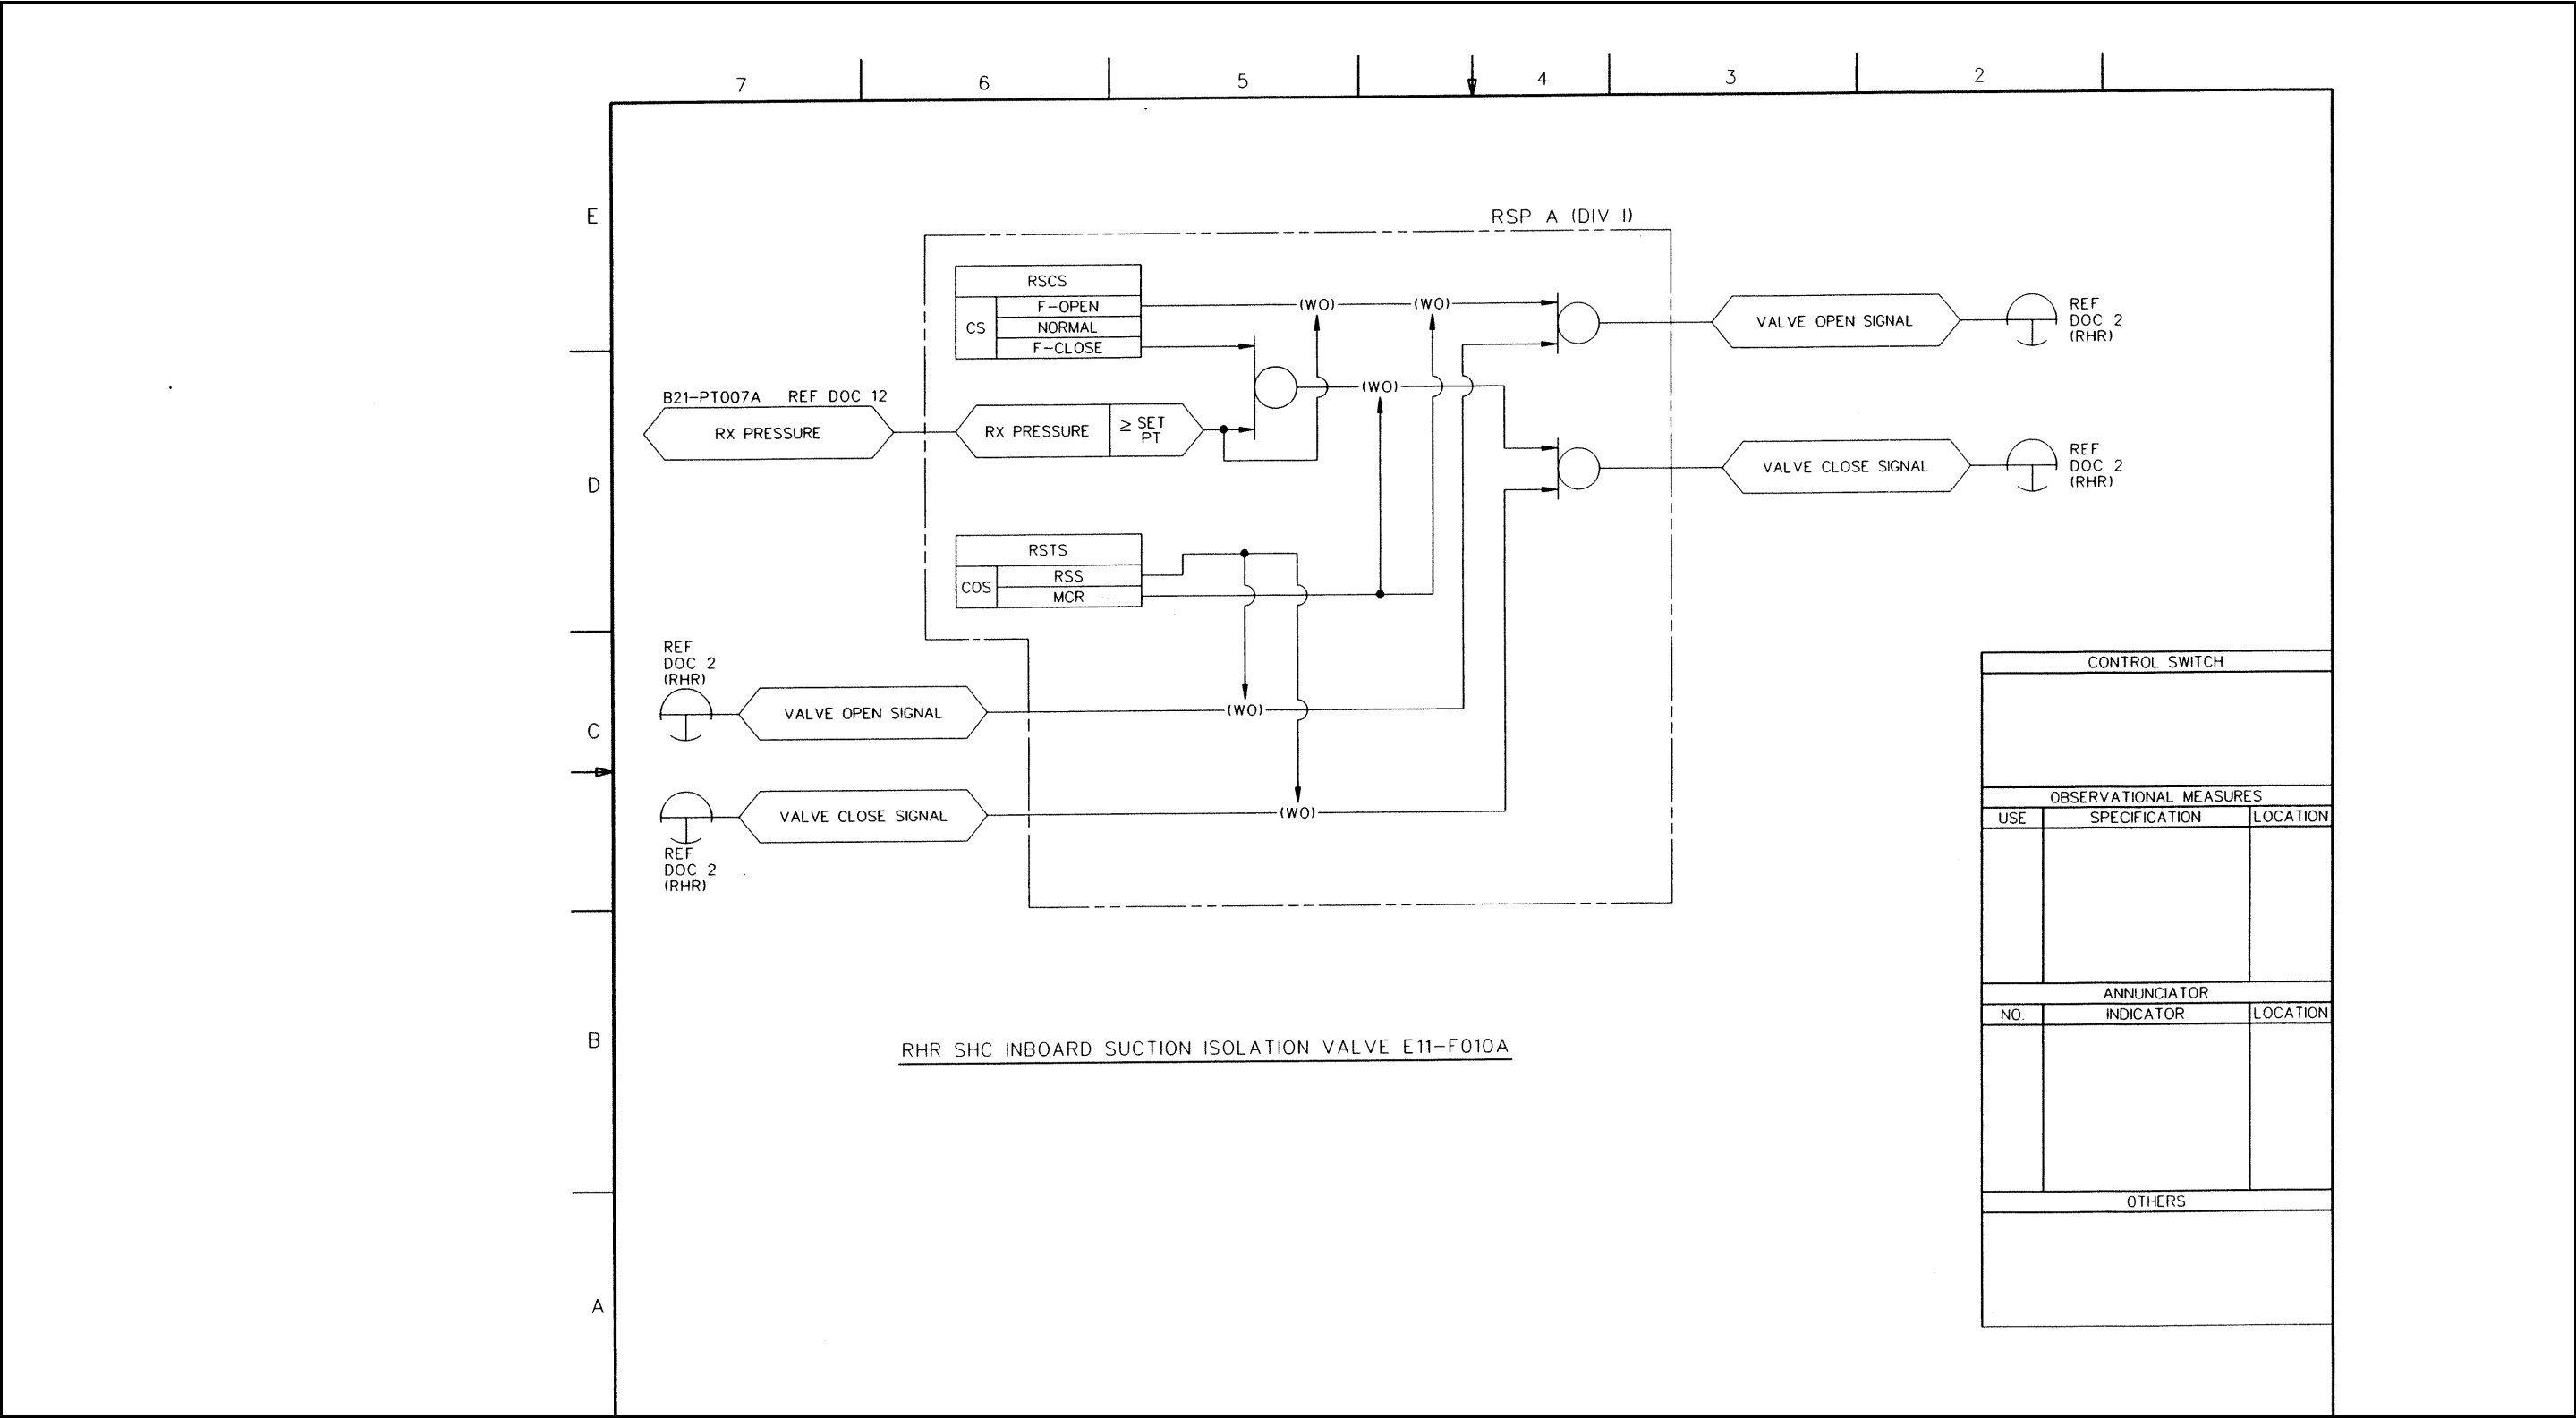 7 6 5 4 3 2
E
RSP A (DIV I)
RSCS
CS
F-OPEN
NORMAL
F-CLOSE
(WO) (WO)
VALVE OPEN SIGNAL
REF
DOC 2
(RHR)
B21-PT007A REF DOC 12
RX PRESSURE
RX PRESSURE
≥ SET
PT
(WO)
VALVE CLOSE SIGNAL
REF
DOC 2
(RHR)
D
RSTS
COS
RSS
MCR
REF
DOC 2
(RHR)
VALVE OPEN SIGNAL
(WO)
C
VALVE CLOSE SIGNAL
(WO)
REF
DOC 2
(RHR)
CONTROL SWITCH
OBSERVATIONAL MEASURES
USE SPECIFICATION LOCATION
ANNUNCIATOR
NO. INDICATOR LOCATION
OTHERS
B
RHR SHC INBOARD SUCTION ISOLATION VALVE E11-F010A
A